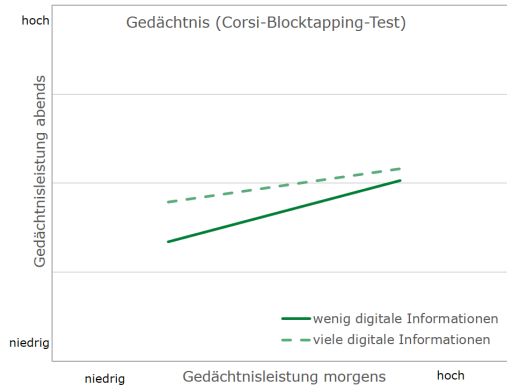 hoch
Gedächtnis (Corsi-Blocktapping-Test)
Gedächtnisleistung abends
wenig digitale Informationen
viele digitale Informationen
niedrig
niedrig
Gedächtnisleistung morgens
hoch